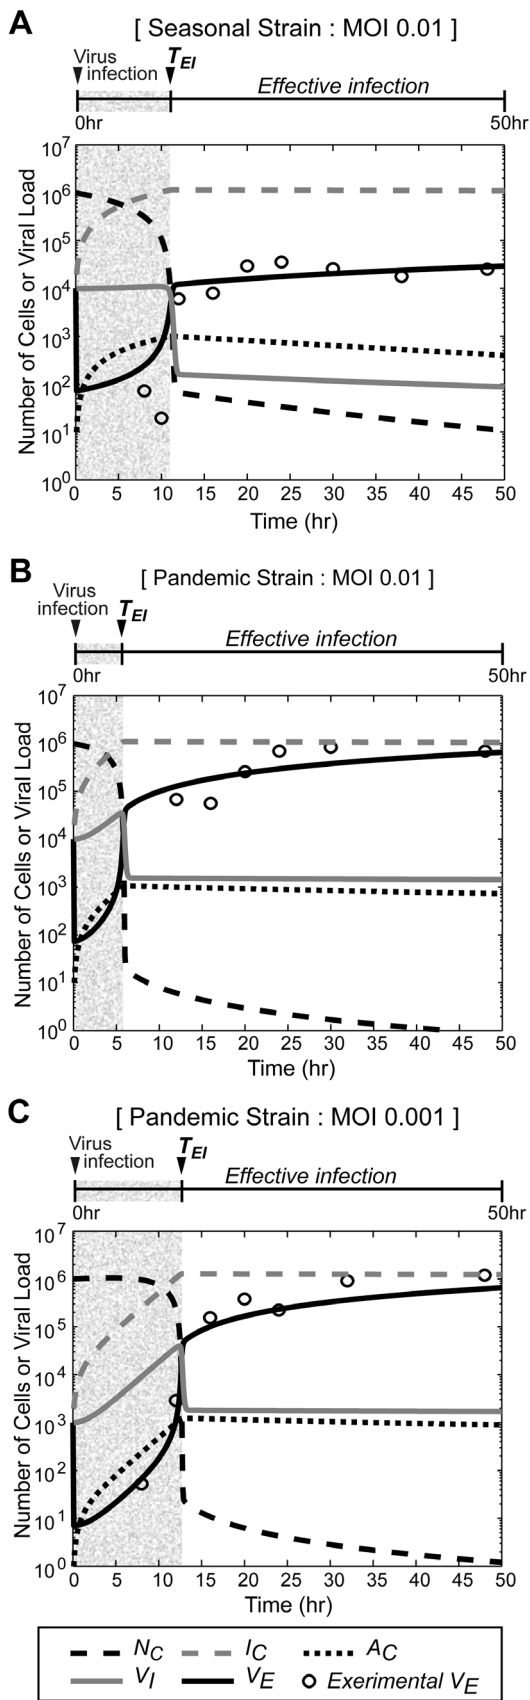 A
[ Seasonal Strain : MOI 0.01 ]
Virus
infection
T_EI
Effective infection
0hr
50hr
10^7
10^6
10^5
10^4
10^3
10^2
10^1
10^0
Number of Cells or Viral Load
0 5 10 15 20 25 30 35 40 45 50
Time (hr)
B
[ Pandemic Strain : MOI 0.01 ]
Virus
infection
T_EI
Effective infection
0hr
50hr
10^7
10^6
10^5
10^4
10^3
10^2
10^1
10^0
Number of Cells or Viral Load
0 5 10 15 20 25 30 35 40 45 50
Time (hr)
C
[ Pandemic Strain : MOI 0.001 ]
Virus
infection
T_EI
Effective infection
0hr
50hr
10^7
10^6
10^5
10^4
10^3
10^2
10^1
10^0
Number of Cells or Viral Load
0 5 10 15 20 25 30 35 40 45 50
Time (hr)
N_C I_C A_C
V_I V_E Exerimental V_E